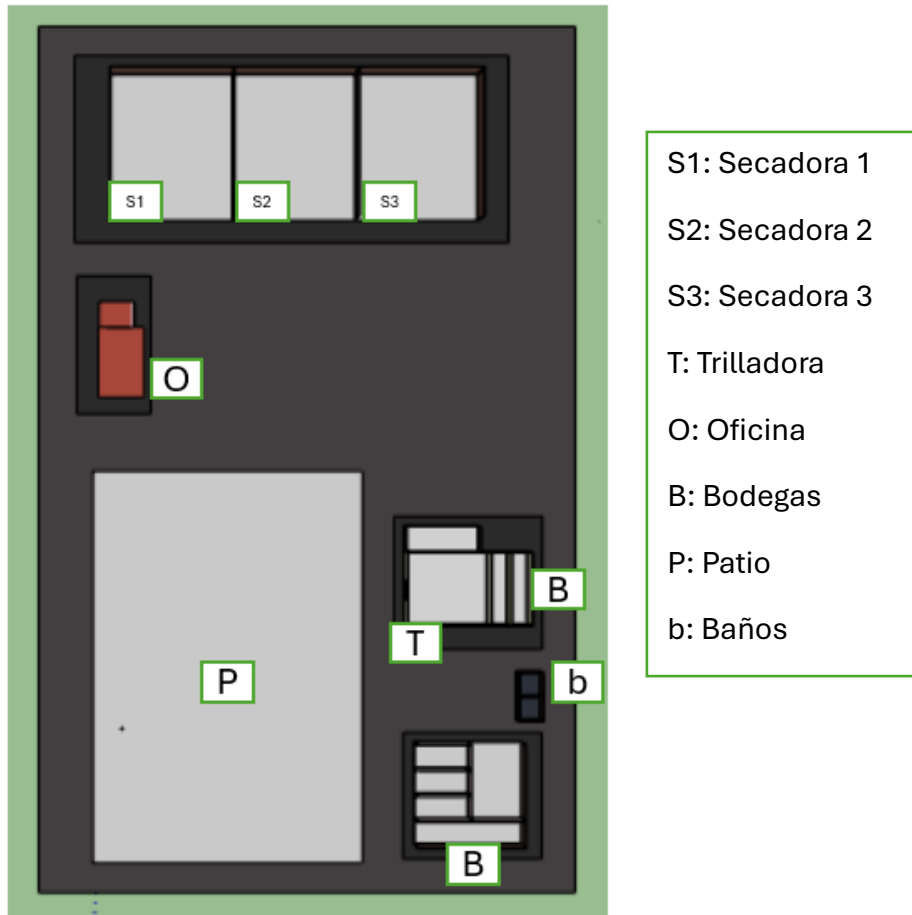 S1
S2
S3
O
B
T
P
b
B
S1: Secadora 1
S2: Secadora 2
S3: Secadora 3
T: Trilladora
O: Oficina
B: Bodegas
P: Patio
b: Baños